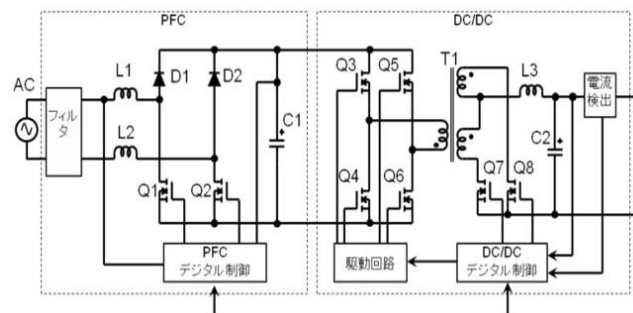 PFC
DC/DC
AC
フィル
タ
L1
L2
D1
D2
Q1
Q2
C1
PFC
デジタル制御
Q3
Q5
Q4
Q6
T1
L3
電流
検出
C2
Q7
Q8
駆動回路
DC/DC
デジタル制御